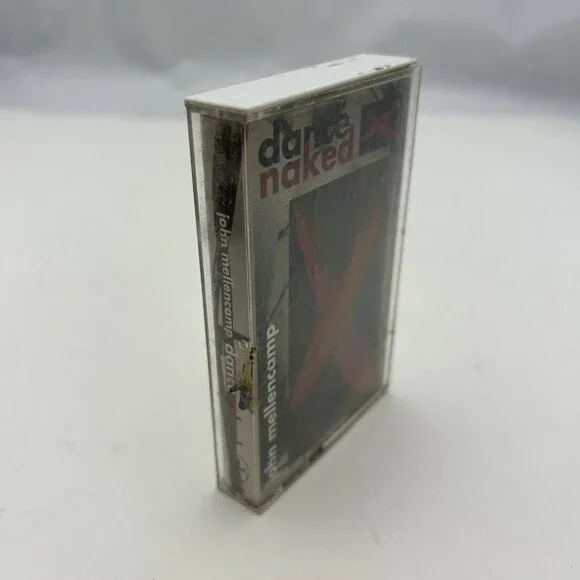 dance
naked
john mellencamp
john mellencamp dance